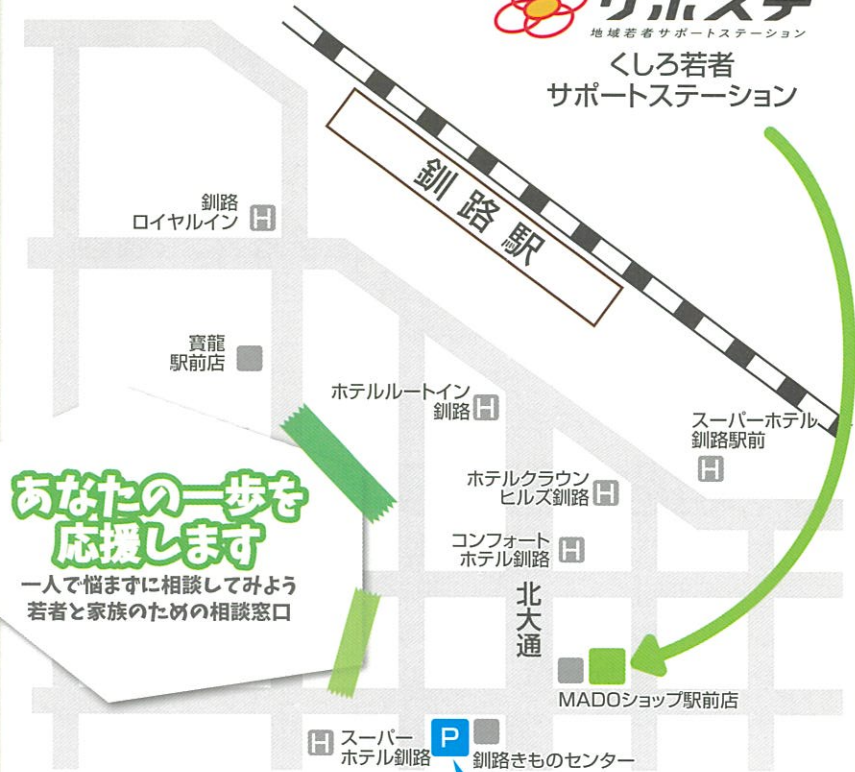 サポステ
地域若者サポートステーション
くしろ若者
サポートステーション
釧路駅
釧路
ロイヤルイン H
寳龍
駅前店
ホテルルートイン
釧路 H
スーパーホテル
釧路駅前
H
ホテルクラウン
ヒルズ釧路 H
コンフォート
ホテル釧路 H
北大通
あなたの一歩を
応援します
一人で悩まずに相談してみよう
若者と家族のための相談窓口
MADOショップ駅前店
H スーパー
ホテル釧路
P
釧路きものセンター